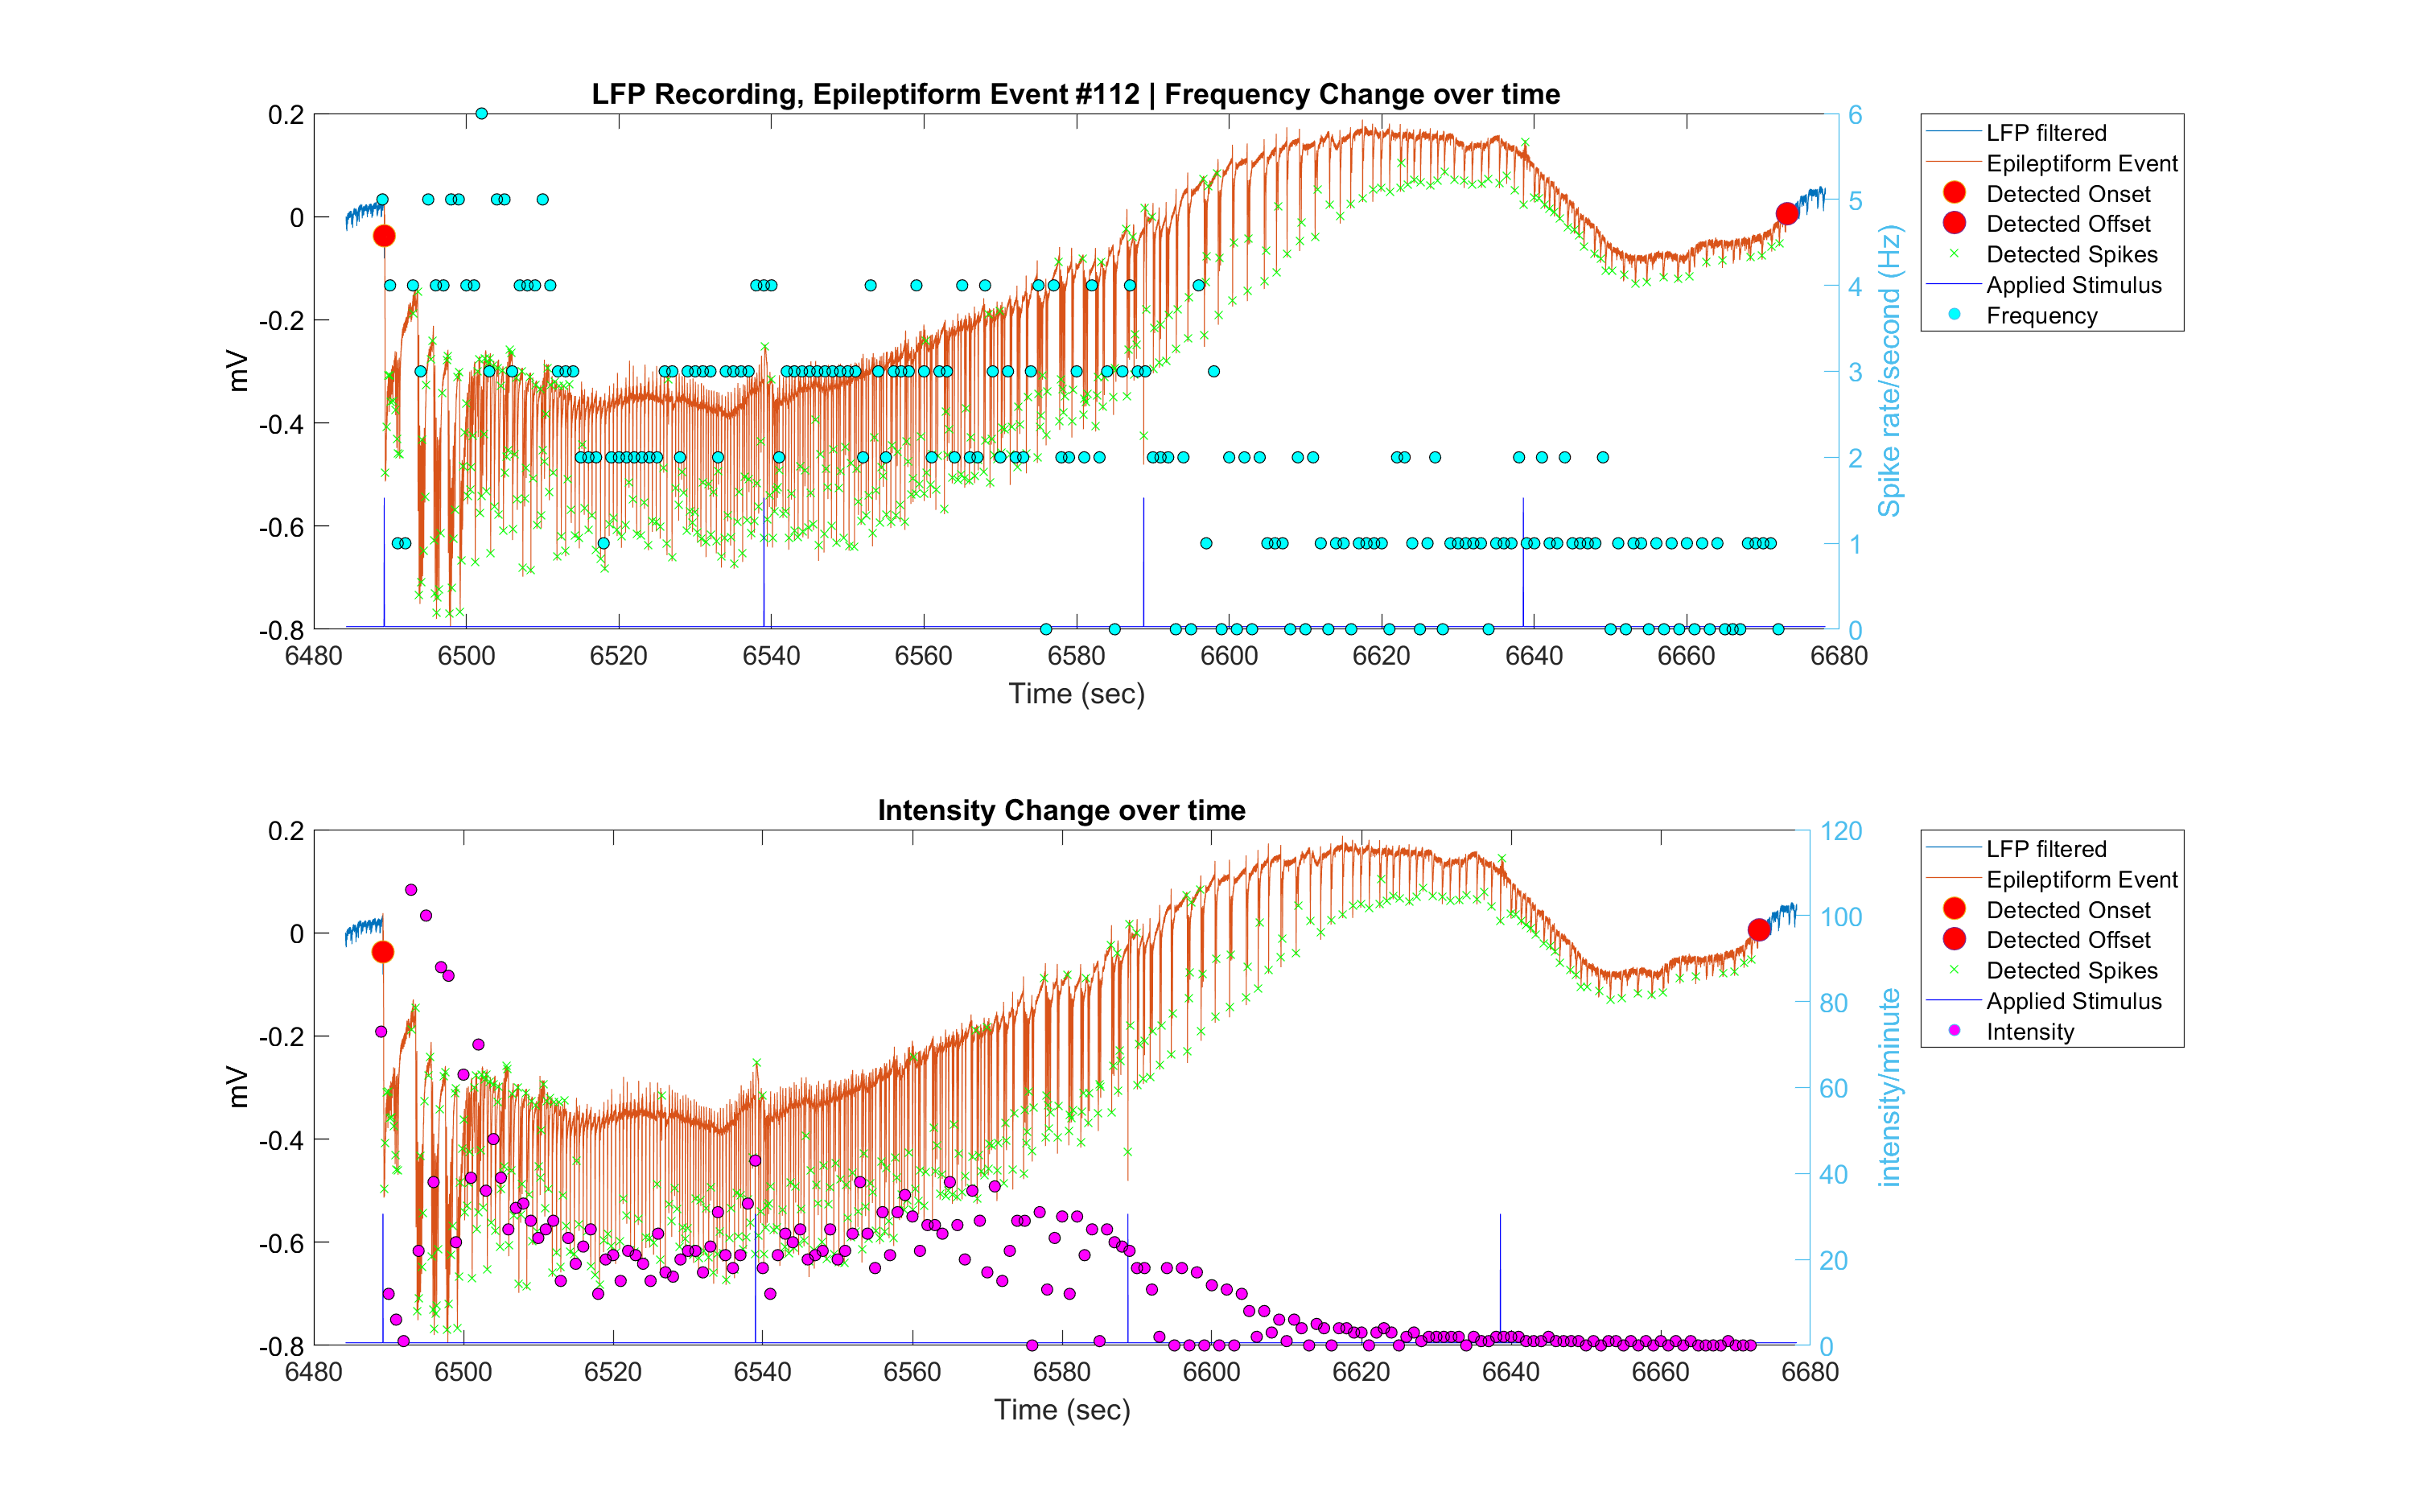 LFP Recording, Epileptiform Event #112 | Frequency Change over time
0.2
0
-0.2
-0.4
-0.6
-0.8
mV
6
5
4
3
2
1
0
Spike rate/second (Hz)
6480 6500 6520 6540 6560 6580 6600 6620 6640 6660 6680
Time (sec)
LFP filtered
Epileptiform Event
Detected Onset
Detected Offset
Detected Spikes
Applied Stimulus
Frequency
Intensity Change over time
0.2
0
-0.2
-0.4
-0.6
-0.8
mV
120
100
80
60
40
20
0
intensity/minute
6480 6500 6520 6540 6560 6580 6600 6620 6640 6660 6680
Time (sec)
LFP filtered
Epileptiform Event
Detected Onset
Detected Offset
Detected Spikes
Applied Stimulus
Intensity